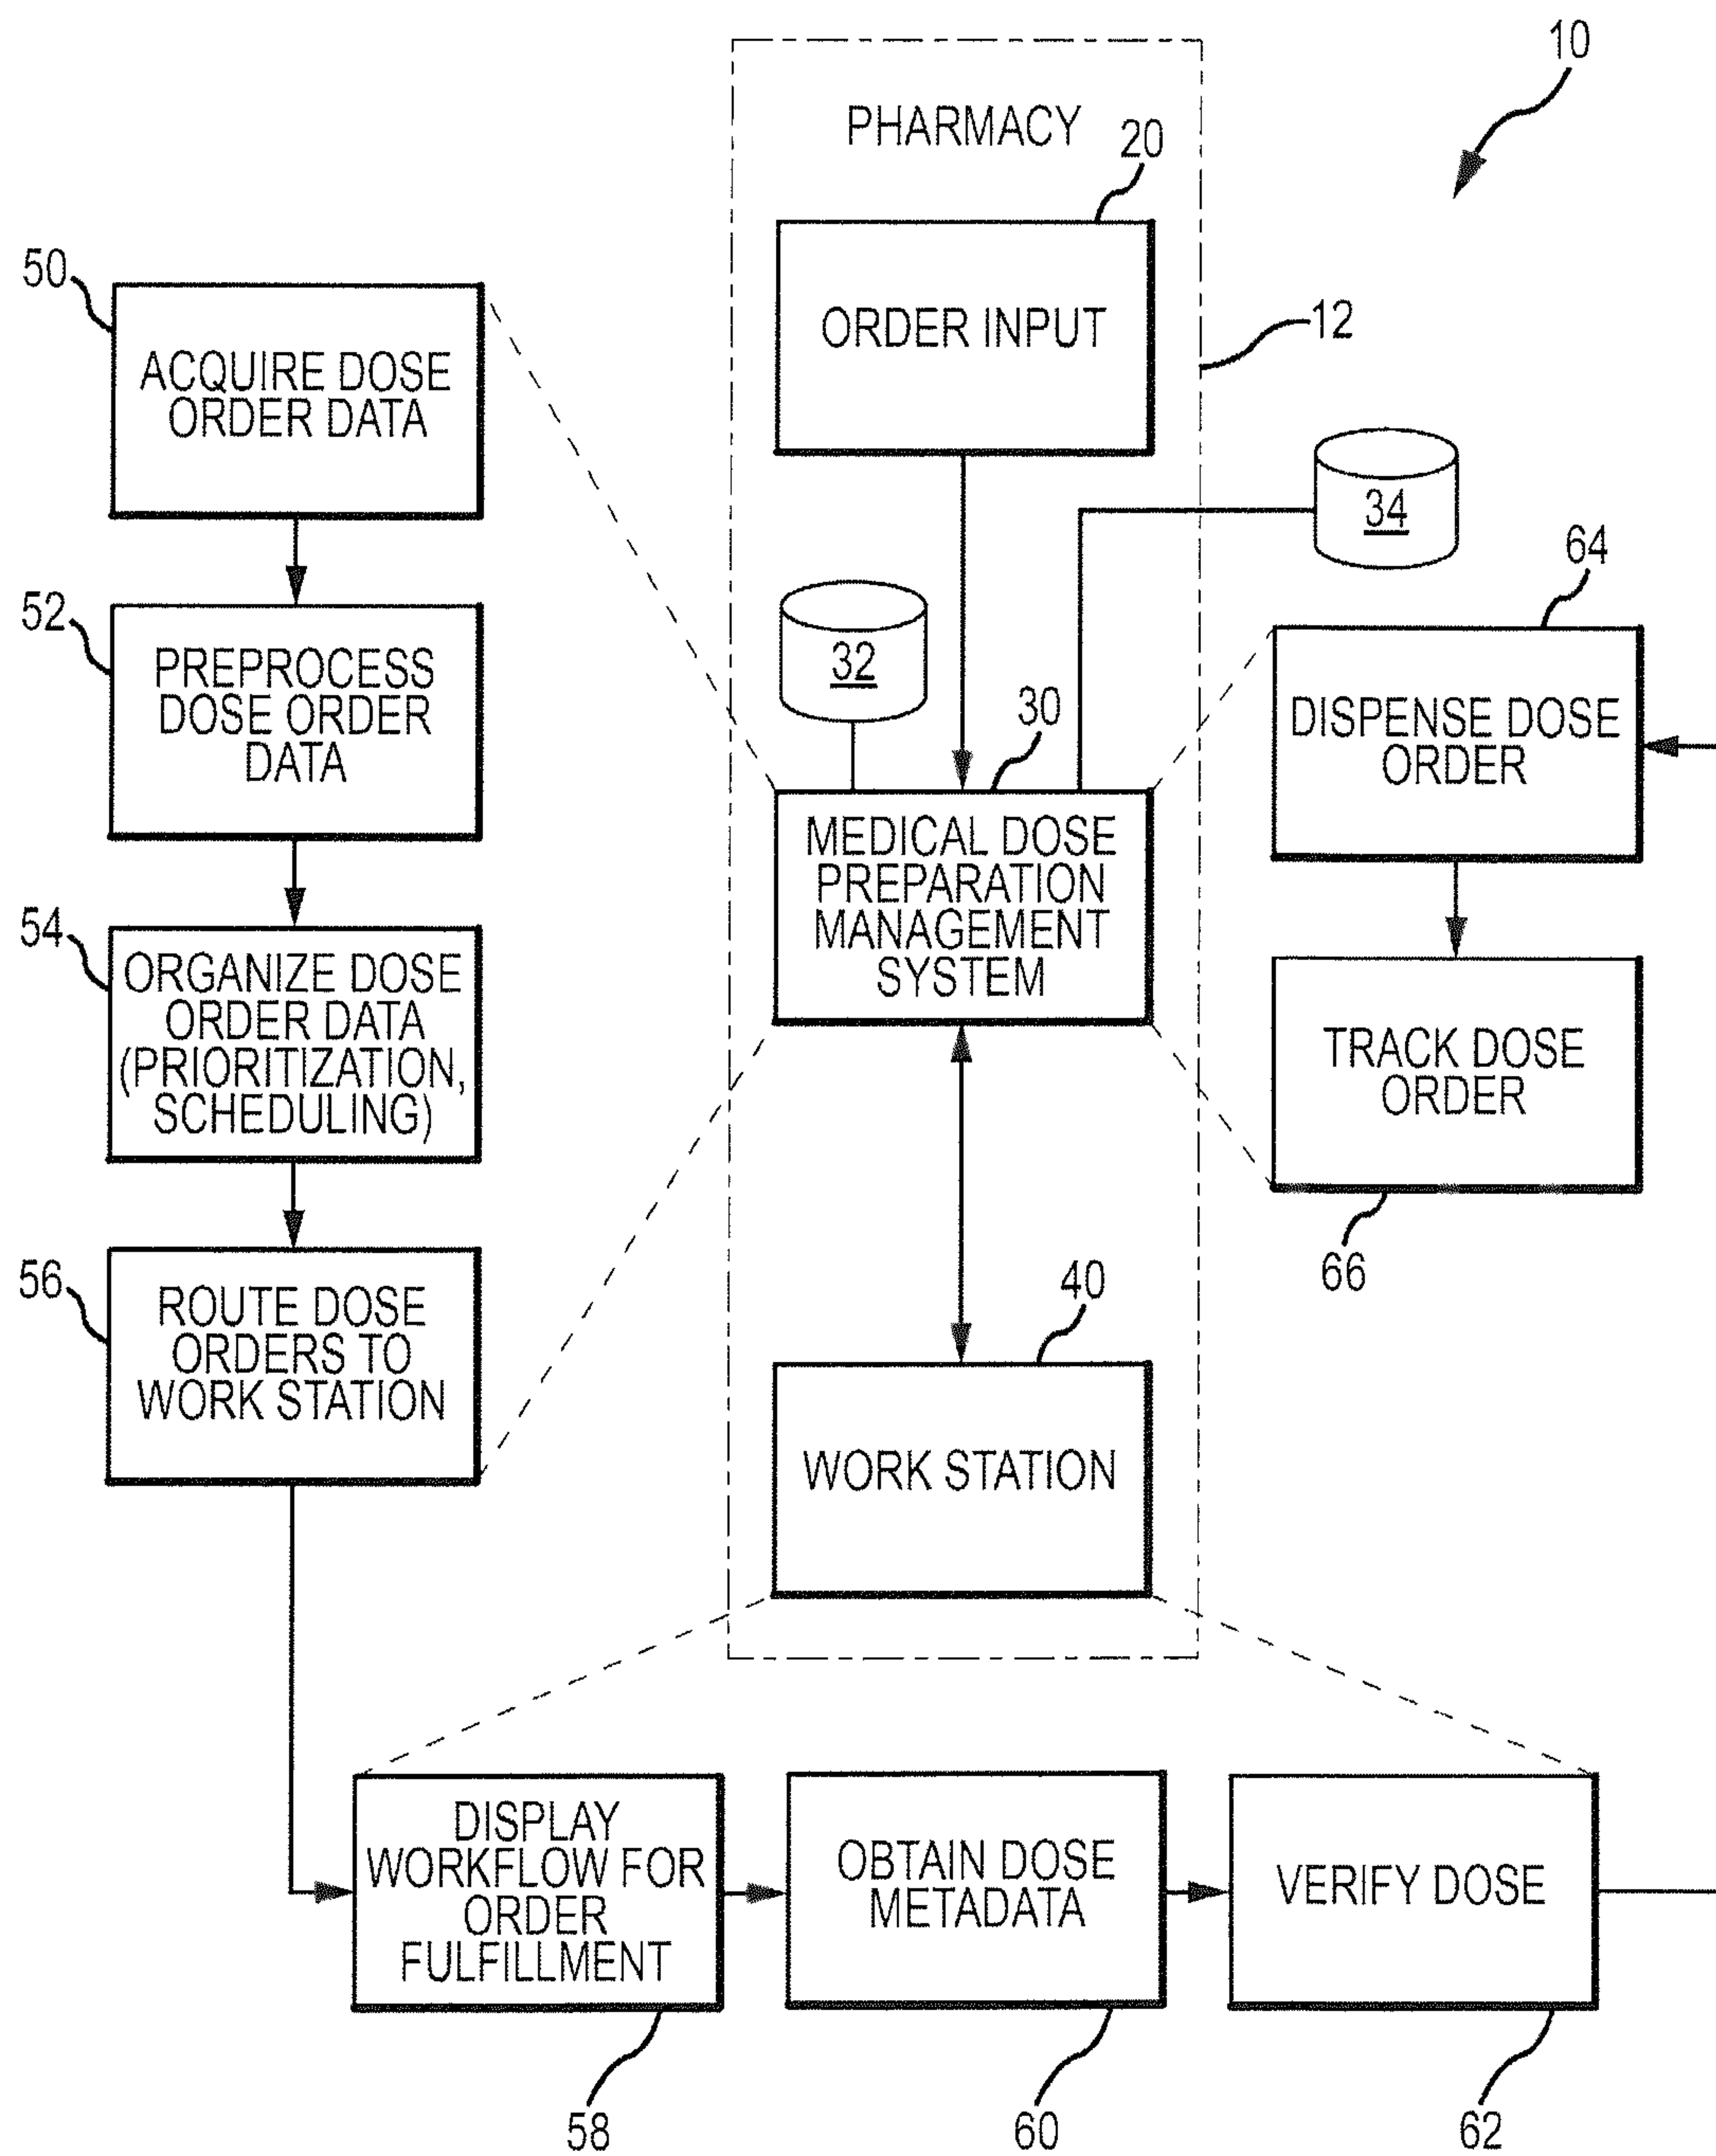 10
PHARMACY
20
ORDER INPUT
12
50
ACQUIRE DOSE
ORDER DATA
34
32
52
PREPROCESS
DOSE ORDER
DATA
30
MEDICAL DOSE
PREPARATION
MANAGEMENT
SYSTEM
64
DISPENSE DOSE
ORDER
54
ORGANIZE DOSE
ORDER DATA
(PRIORITIZATION,
SCHEDULING)
TRACK DOSE
ORDER
66
56
ROUTE DOSE
ORDERS TO
WORK STATION
40
WORK STATION
DISPLAY
WORKFLOW FOR
ORDER
FULFILLMENT
58
OBTAIN DOSE
METADATA
60
VERIFY DOSE
62